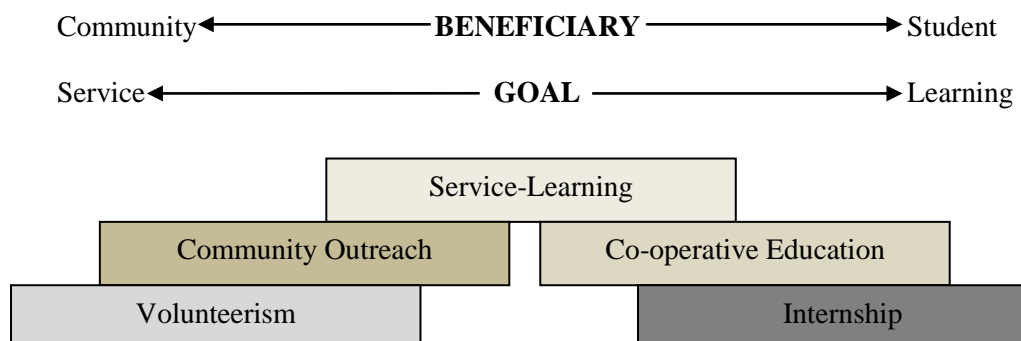 Community BENEFICIARY Student
Service GOAL Learning
Service-Learning
Community Outreach Co-operative Education
Volunteerism Internship